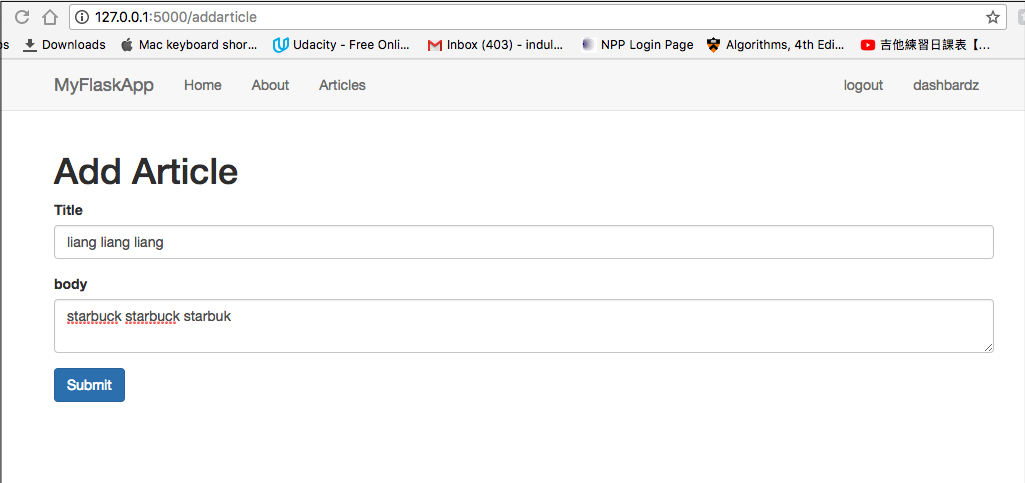 127.0.0.1:5000/addarticle
os Downloads Mac keyboard shor... Udacity - Free Onli... Inbox (403) - indul... NPP Login Page Algorithms, 4th Edi... 吉他練習日課表【...
MyFlaskApp Home About Articles logout dashbardz
Add Article
Title
liang liang liang
body
starbuck starbuck starbuk
Submit